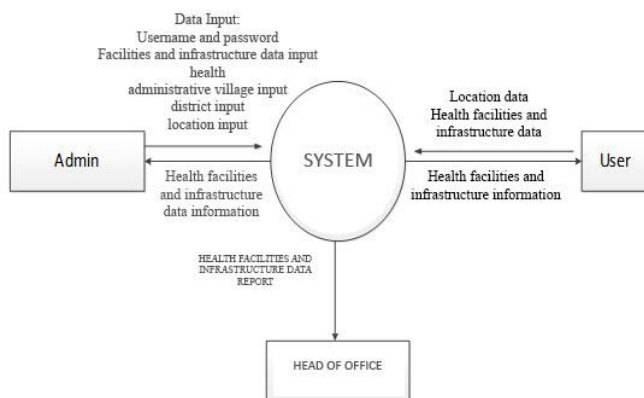 Data Input:
Username and password
Facilities and infrastructure data input
health
administrative village input
district input
location input
Admin
Health facilities
and infrastructure
data information
SYSTEM
Location data
Health facilities and
infrastructure data
User
Health facilities and
infrastructure information
HEALTH FACILITIES AND
INFRASTRUCTURE DATA
REPORT
HEAD OF OFFICE